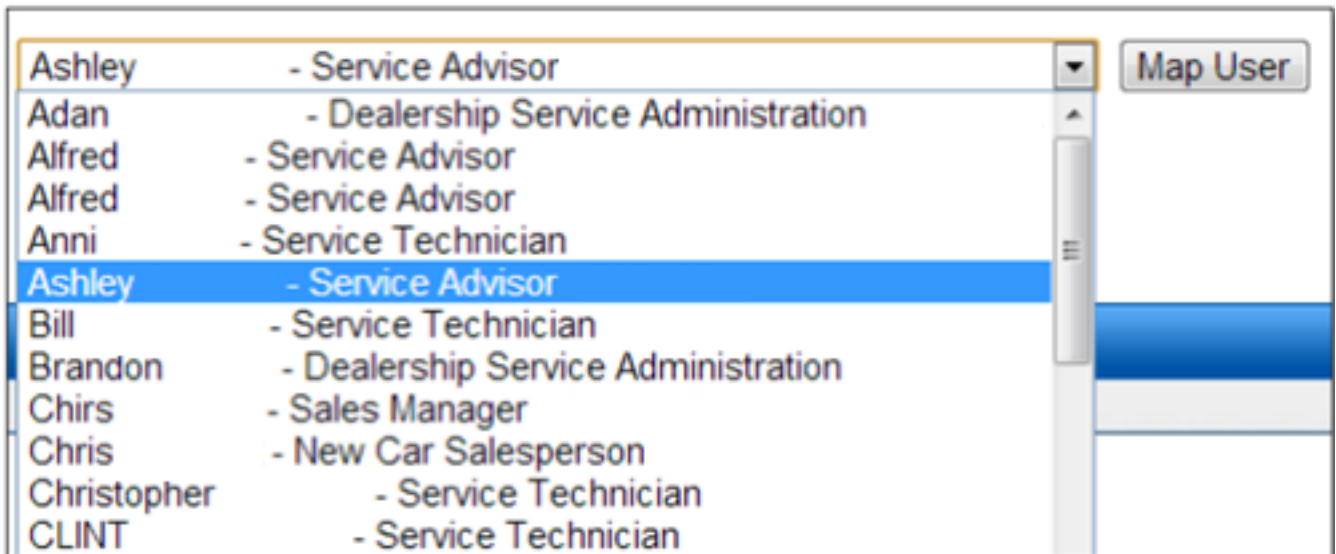 Ashley - Service Advisor Map User
Adan - Dealership Service Administration
Alfred - Service Advisor
Alfred - Service Advisor
Anni - Service Technician
Ashley - Service Advisor
Bill - Service Technician
Brandon - Dealership Service Administration
Chirs - Sales Manager
Chris - New Car Salesperson
Christopher - Service Technician
CLINT - Service Technician